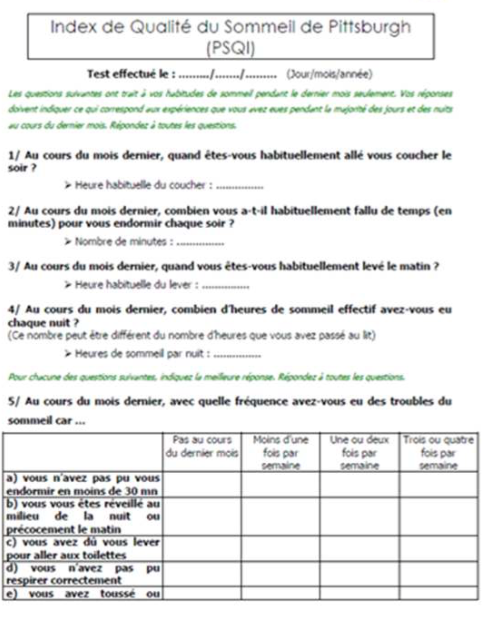 Index de Qualité du Sommeil de Pittsburgh
(PSQI)
Test effectué le : ........./......./......... (Jour/mois/année)
Les questions suivantes ont trait à vos habitudes de sommeil pendant le dernier mois seulement. Vos réponses
doivent indiquer ce qui correspond aux expériences que vous avez eues pendant la majorité des jours et des nuits
au cours du dernier mois. Répondez à toutes les questions.
1/ Au cours du mois dernier, quand êtes-vous habituellement allé vous coucher le
soir ?
➢ Heure habituelle du coucher : ...............
2/ Au cours du mois dernier, combien vous a-t-il habituellement fallu de temps (en
minutes) pour vous endormir chaque soir ?
➢ Nombre de minutes : ...............
3/ Au cours du mois dernier, quand vous êtes-vous habituellement levé le matin ?
➢ Heure habituelle du lever : ...............
4/ Au cours du mois dernier, combien d'heures de sommeil effectif avez-vous eu
chaque nuit ?
(Ce nombre peut être différent du nombre d'heures que vous avez passé au lit)
➢ Heures de sommeil par nuit : ...............
Pour chacune des questions suivantes, indiquez la meilleure réponse. Répondez à toutes les questions.
5/ Au cours du mois dernier, avec quelle fréquence avez-vous eu des troubles du
sommeil car ...
Pas au cours Moins d'une Une ou deux Trois ou quatre
du dernier mois fois par fois par fois par
semaine semaine semaine
a) vous n'avez pas pu vous
endormir en moins de 30 mn
b) vous vous êtes réveillé au
milieu de la nuit ou
précocement le matin
c) vous avez dû vous lever
pour aller aux toilettes
d) vous n'avez pas pu
respirer correctement
e) vous avez toussé ou